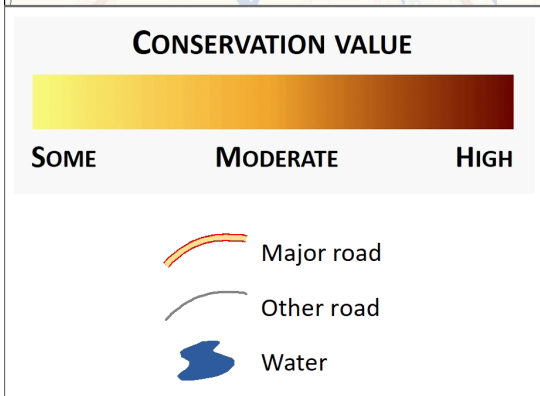 CONSERVATION VALUE
SOME MODERATE HIGH
Major road
Other road
Water